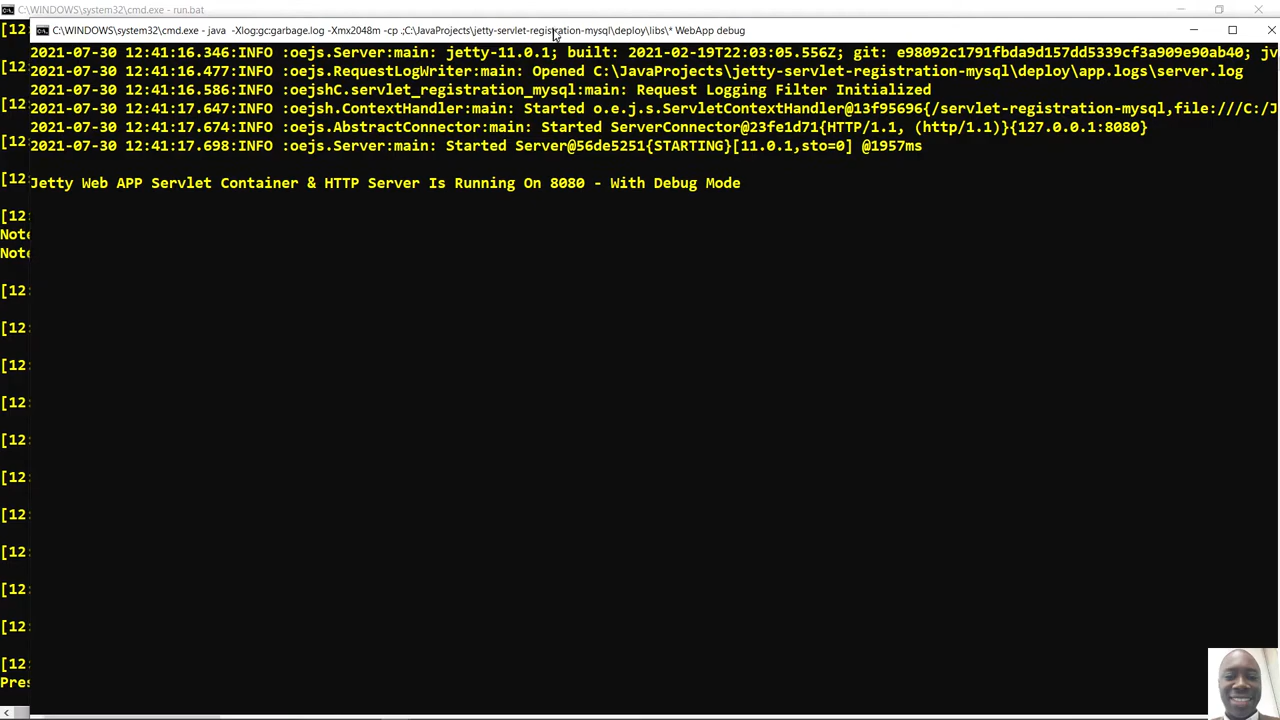 C:\WINDOWS\system32\cmd.exe - run.bat
C:\WINDOWS\system32\cmd.exe - java -Xlog:gc:garbage.log -Xmx2048m -cp .;C:\JavaProjects\jetty-servlet-registration-mysql\deploy\libs\* WebApp debug
2021-07-30 12:41:16.346:INFO :oejs.Server:main: jetty-11.0.1; built: 2021-02-19T22:03:05.556Z; git: e98092c1791fbda9d157dd5339cf3a909e90ab40; jv
2021-07-30 12:41:16.477:INFO :oejs.RequestLogWriter:main: Opened C:\JavaProjects\jetty-servlet-registration-mysql\deploy\app.logs\server.log
2021-07-30 12:41:16.586:INFO :oejshC.servlet_registration_mysql:main: Request Logging Filter Initialized
2021-07-30 12:41:17.647:INFO :oejsh.ContextHandler:main: Started o.e.j.s.ServletContextHandler@13f95696{/servlet-registration-mysql,file:///C:/J
2021-07-30 12:41:17.674:INFO :oejs.AbstractConnector:main: Started ServerConnector@23fe1d71{HTTP/1.1, (http/1.1)}{127.0.0.1:8080}
2021-07-30 12:41:17.698:INFO :oejs.Server:main: Started Server@56de5251{STARTING}[11.0.1,sto=0] @1957ms
Jetty Web APP Servlet Container & HTTP Server Is Running On 8080 - With Debug Mode
[12:
[12:
[12:
[12:
[12:
[12:
Note
Note
[12:
[12:
[12:
[12:
[12:
[12:
[12:
[12:
[12:
[12:
[12:
Pres